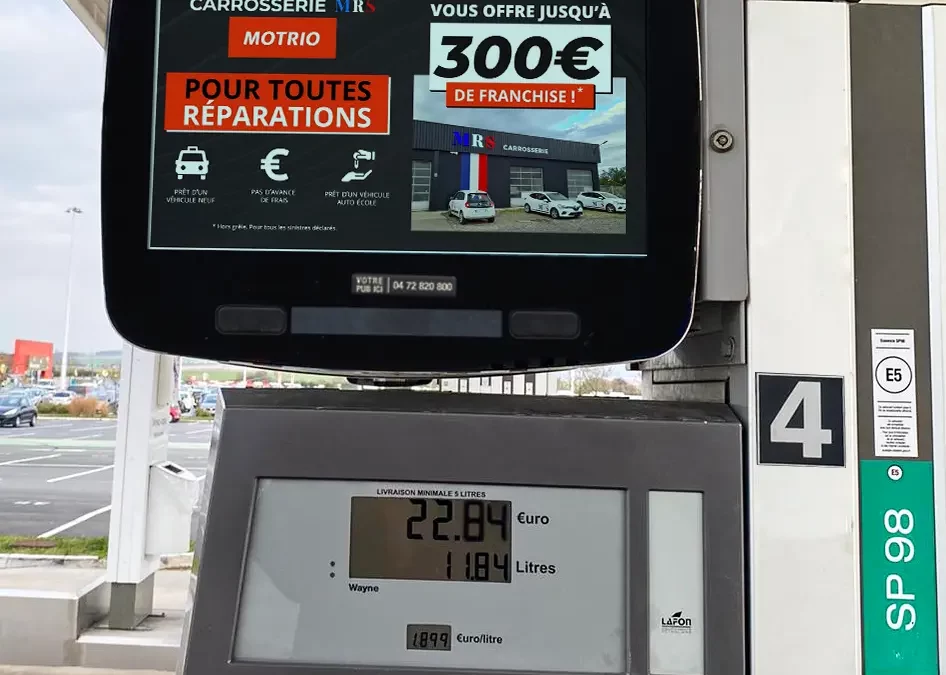 CARROSSERIE MRS
MOTRIO
POUR TOUTES
RÉPARATIONS
PRÊT D'UN
VÉHICULE NEUF
PAS D'AVANCE
DE FRAIS
PRÊT D'UN VÉHICULE
AUTO ÉCOLE
* Hors grêle. Pour tous les sinistres déclarés.
VOUS OFFRE JUSQU'À
300€
DE FRANCHISE !*
MRS CARROSSERIE
VOTRE
PUB ICI
04 72 820 800
LIVRAISON MINIMALE 5 LITRES
22.84 €uro
11.84 Litres
Wayne
1.899 €uro/litre
LAFON
4
E5
E5
SP 98